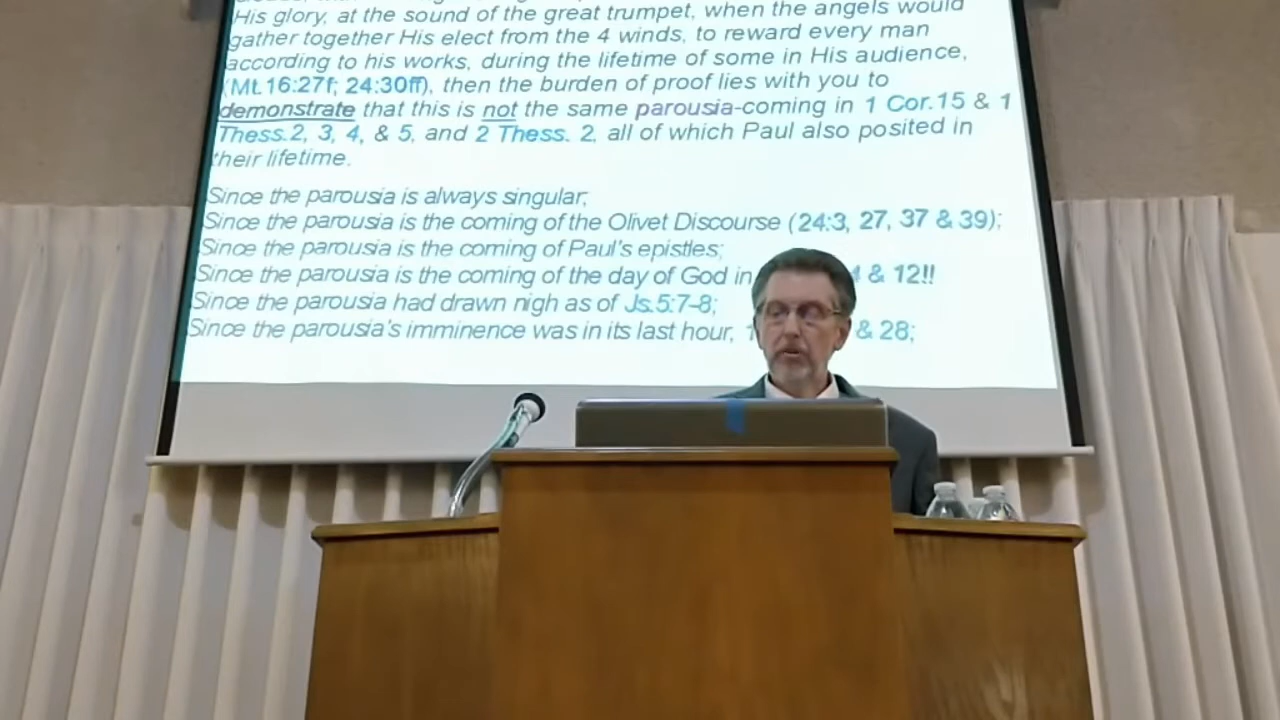 His glory, at the sound of the great trumpet, when the angels would
gather together His elect from the 4 winds, to reward every man
according to his works, during the lifetime of some in His audience,
(Mt. 16:27f; 24:30ff), then the burden of proof lies with you to
demonstrate that this is not the same parousia-coming in 1 Cor.15 & 1
Thess.2, 3, 4, & 5, and 2 Thess. 2, all of which Paul also posited in
their lifetime.
Since the parousia is always singular;
Since the parousia is the coming of the Olivet Discourse (24:3, 27, 37 & 39);
Since the parousia is the coming of Paul's epistles;
Since the parousia is the coming of the day of God in & 12!!
Since the parousia had drawn nigh as of Js.5:7-8;
Since the parousia's imminence was in its last hour, & 28;